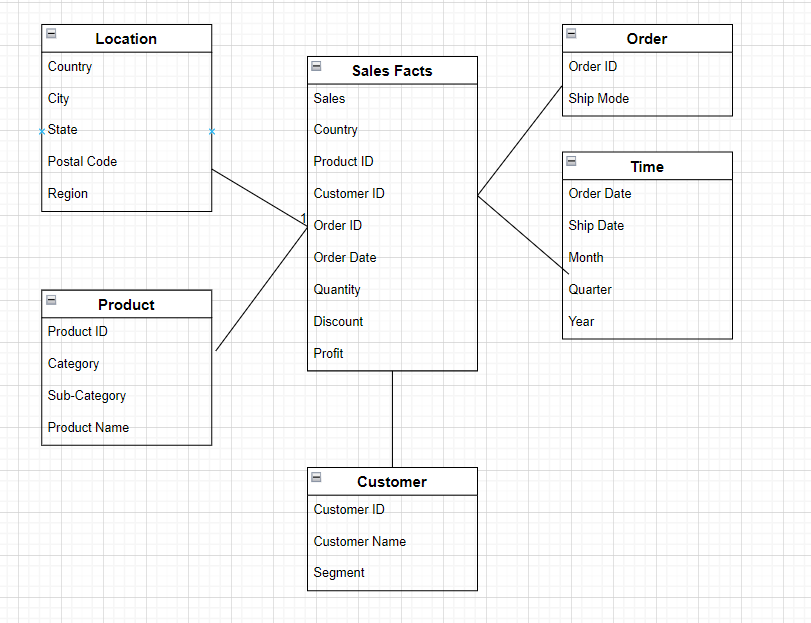 Location
Country
City
State
Postal Code
Region
Sales Facts
Sales
Country
Product ID
Customer ID
1
Order ID
Order Date
Quantity
Discount
Profit
Order
Order ID
Ship Mode
Time
Order Date
Ship Date
Month
Quarter
Year
Product
Product ID
Category
Sub-Category
Product Name
Customer
Customer ID
Customer Name
Segment